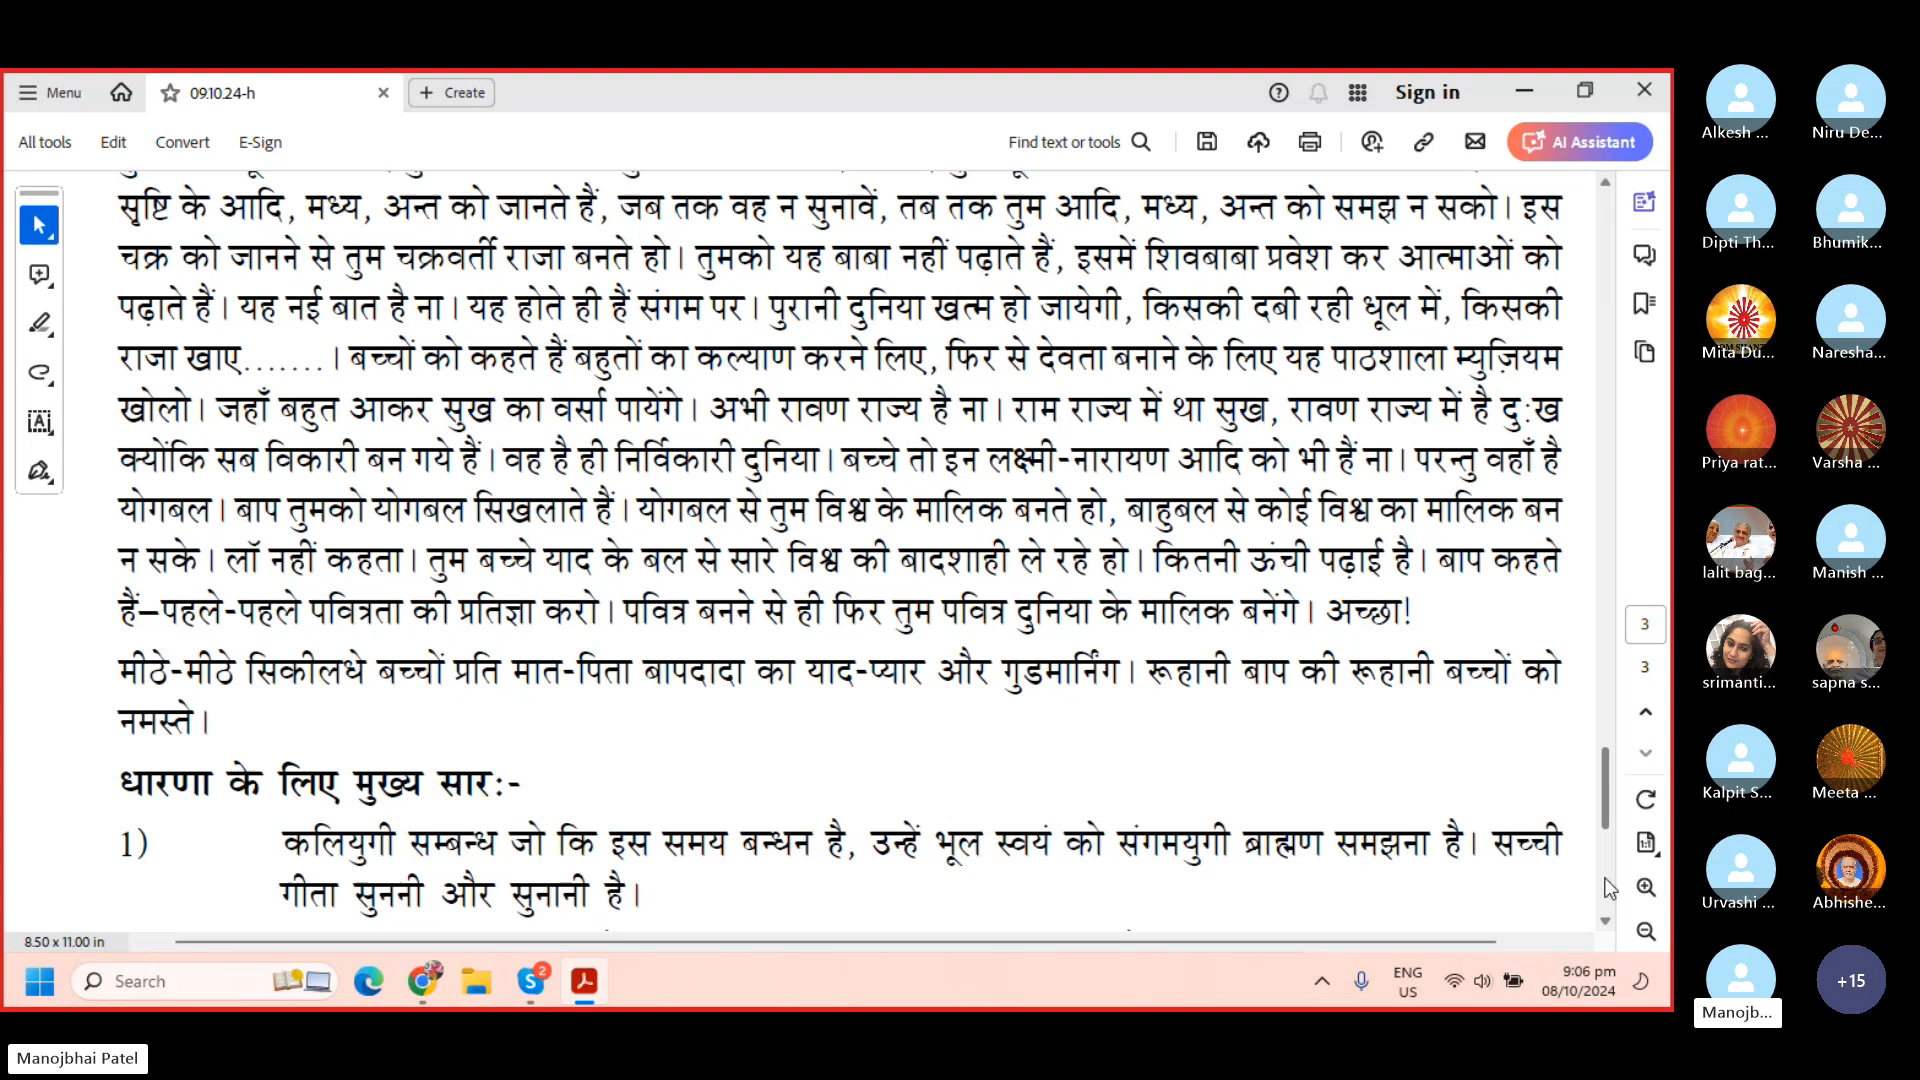 Menu
09.10.24-h
Create
Sign in
All tools
Edit
Convert
E-Sign
Find text or tools
AI Assistant
सृष्टि के आदि, मध्य, अन्त को जानते हैं, जब तक वह न सुनावें, तब तक तुम आदि, मध्य, अन्त को समझ न सको। इस
चक्र को जानने से तुम चक्रवर्ती राजा बनते हो। तुमको यह बाबा नहीं पढ़ाते हैं, इसमें शिवबाबा प्रवेश कर आत्माओं को
पढ़ाते हैं। यह नई बात है ना। यह होते ही हैं संगम पर। पुरानी दुनिया खत्म हो जायेगी, किसकी दबी रही धूल में, किसकी
राजा खाए.......। बच्चों को कहते हैं बहुतों का कल्याण करने लिए, फिर से देवता बनाने के लिए यह पाठशाला म्युज़ियम
खोलो। जहाँ बहुत आकर सुख का वर्सा पायेंगे। अभी रावण राज्य है ना। राम राज्य में था सुख, रावण राज्य में है दु:ख
क्योंकि सब विकारी बन गये हैं। वह है ही निर्विकारी दुनिया। बच्चे तो इन लक्ष्मी-नारायण आदि को भी हैं ना। परन्तु वहाँ है
योगबल। बाप तुमको योगबल सिखलाते हैं। योगबल से तुम विश्व के मालिक बनते हो, बाहुबल से कोई विश्व का मालिक बन
न सके। लॉ नहीं कहता। तुम बच्चे याद के बल से सारे विश्व की बादशाही ले रहे हो। कितनी ऊंची पढ़ाई है। बाप कहते
हैं–पहले-पहले पवित्रता की प्रतिज्ञा करो। पवित्र बनने से ही फिर तुम पवित्र दुनिया के मालिक बनेंगे। अच्छा!
मीठे-मीठे सिकीलधे बच्चों प्रति मात-पिता बापदादा का याद-प्यार और गुडमार्निंग। रूहानी बाप की रूहानी बच्चों को
नमस्ते।
धारणा के लिए मुख्य सार:-
1) कलियुगी सम्बन्ध जो कि इस समय बन्धन है, उन्हें भूल स्वयं को संगमयुगी ब्राह्मण समझना है। सच्ची
गीता सुननी और सुनानी है।
3
3
8.50 x 11.00 in
Search
2
ENG
US
9:06 pm
08/10/2024
Alkesh ...
Niru De...
Dipti Th...
Bhumik...
Mita Du...
Naresha...
Priya rat...
Varsha ...
lalit bag...
Manish ...
srimanti...
sapna s...
Kalpit S...
Meeta ...
Urvashi ...
Abhishe...
Manojb...
+15
Manojbhai Patel